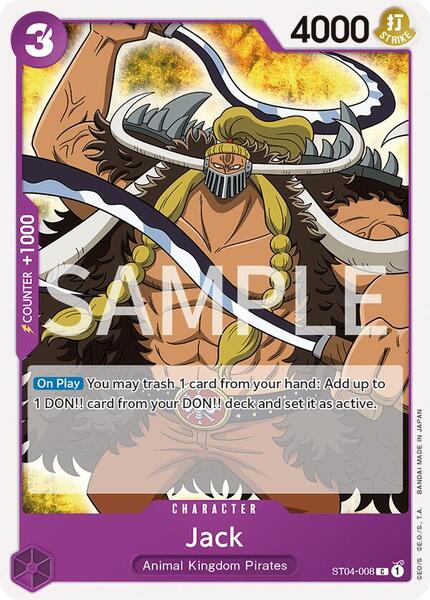 3
4000
打
STRIKE
COUNTER +1000
SAMPLE
On Play You may trash 1 card from your hand: Add up to
1 DON!! card from your DON!! deck and set it as active.
CHARACTER
Jack
Animal Kingdom Pirates
ST04-008 C 1
©E/S ©E.O./S., T.A. BANDAI MADE IN JAPAN